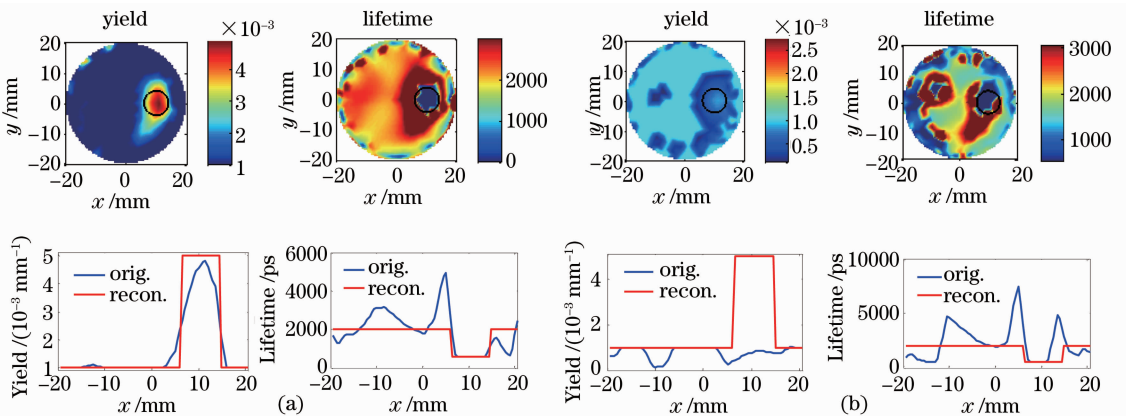 yield
lifetime
yield
lifetime
×10⁻³
×10⁻³
20
10
0
−10
−20
y /mm
4
3
2
1
20
10
0
−10
−20
y /mm
2000
1000
0
20
10
0
−10
−20
y /mm
2.5
2.0
1.5
1.0
0.5
20
10
0
−10
−20
y /mm
3000
2000
1000
−20 0 20
−20 0 20
−20 0 20
−20 0 20
x /mm
x /mm
x /mm
x /mm
5
4
3
2
1
Yield /(10⁻³ mm⁻¹)
orig.
recon.
−20 −10 0 10 20
x /mm
6000
4000
2000
0
Lifetime /ps
orig.
recon.
−20 −10 0 10 20
x /mm
(a)
4
2
0
Yield /(10⁻³ mm⁻¹)
orig.
recon.
−20 −10 0 10 20
x /mm
10000
5000
0
Lifetime /ps
orig.
recon.
−20 −10 0 10 20
x /mm
(b)